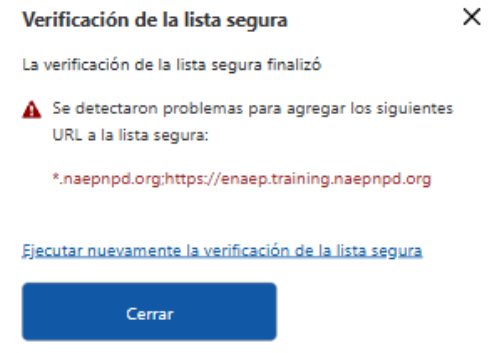 Verificación de la lista segura
La verificación de la lista segura finalizó
Se detectaron problemas para agregar los siguientes
URL a la lista segura:
*.naepnpd.org;https://enaep.training.naepnpd.org
Ejecutar nuevamente la verificación de la lista segura
Cerrar